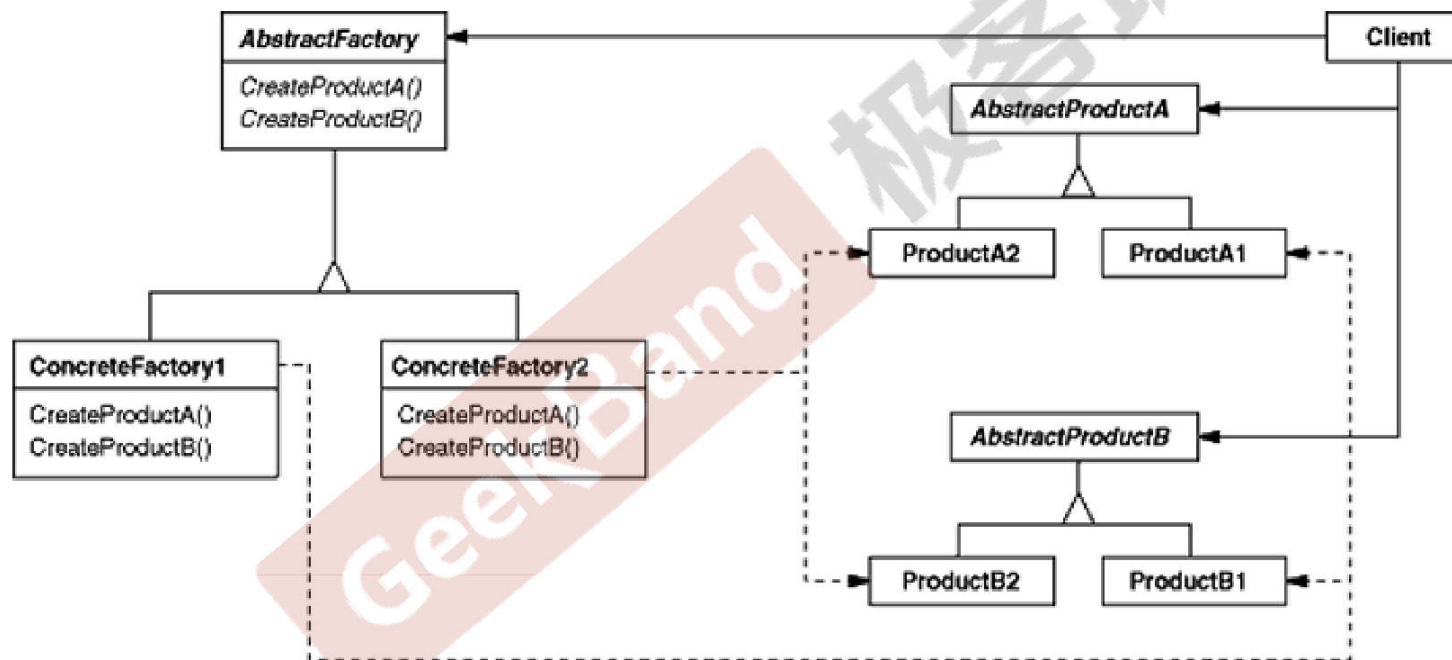 AbstractFactory
CreateProductA()
CreateProductB()
Client
AbstractProductA
ProductA2
ProductA1
ConcreteFactory1
CreateProductA()
CreateProductB()
ConcreteFactory2
CreateProductA()
CreateProductB()
AbstractProductB
ProductB2
ProductB1
GeekBand
极客